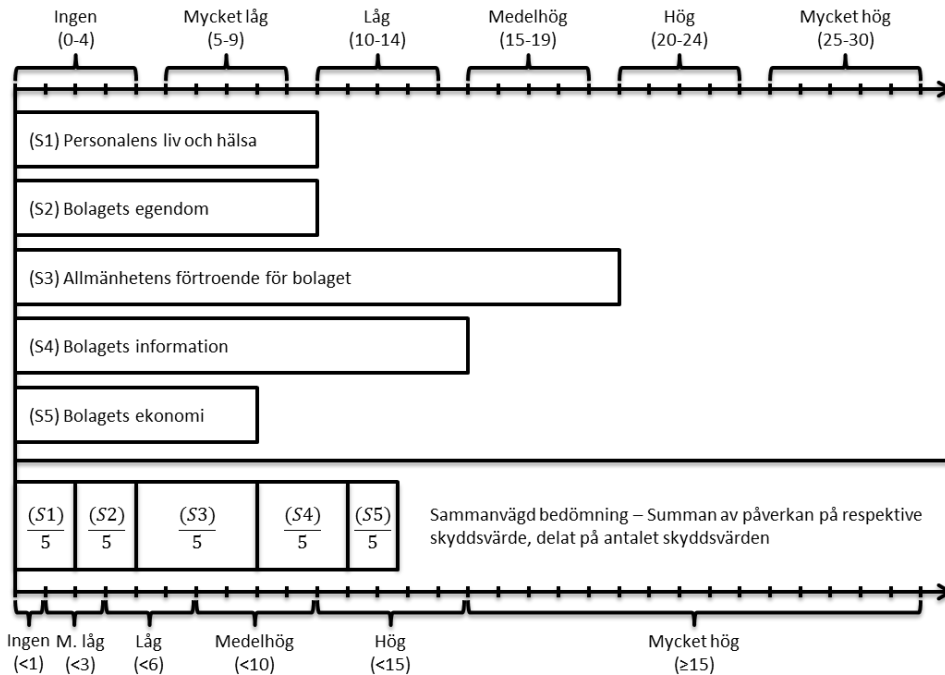 Ingen
(0-4)
Mycket låg
(5-9)
Låg
(10-14)
Medelhög
(15-19)
Hög
(20-24)
Mycket hög
(25-30)
(S1) Personalens liv och hälsa
(S2) Bolagets egendom
(S3) Allmänhetens förtroende för bolaget
(S4) Bolagets information
(S5) Bolagets ekonomi
(S1)
5
(S2)
5
(S3)
5
(S4)
5
(S5)
5
Sammanvägd bedömning – Summan av påverkan på respektive
skyddsvärde, delat på antalet skyddsvärden
Ingen
(<1)
M. låg
(<3)
Låg
(<6)
Medelhög
(<10)
Hög
(<15)
Mycket hög
(≥15)